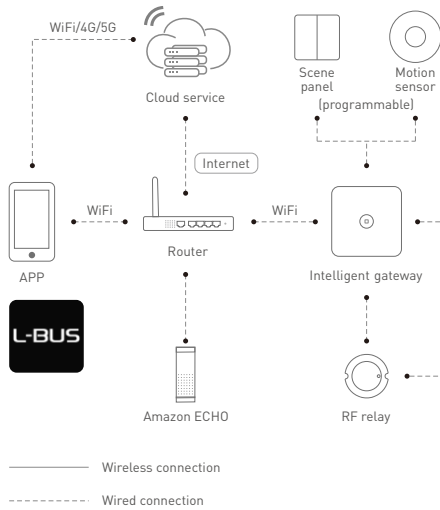 WiFi/4G/5G
Cloud service
Scene
panel
Motion
sensor
(programmable)
Internet
WiFi
WiFi
APP
Router
Intelligent gateway
L-BUS
Amazon ECHO
RF relay
Wireless connection
Wired connection